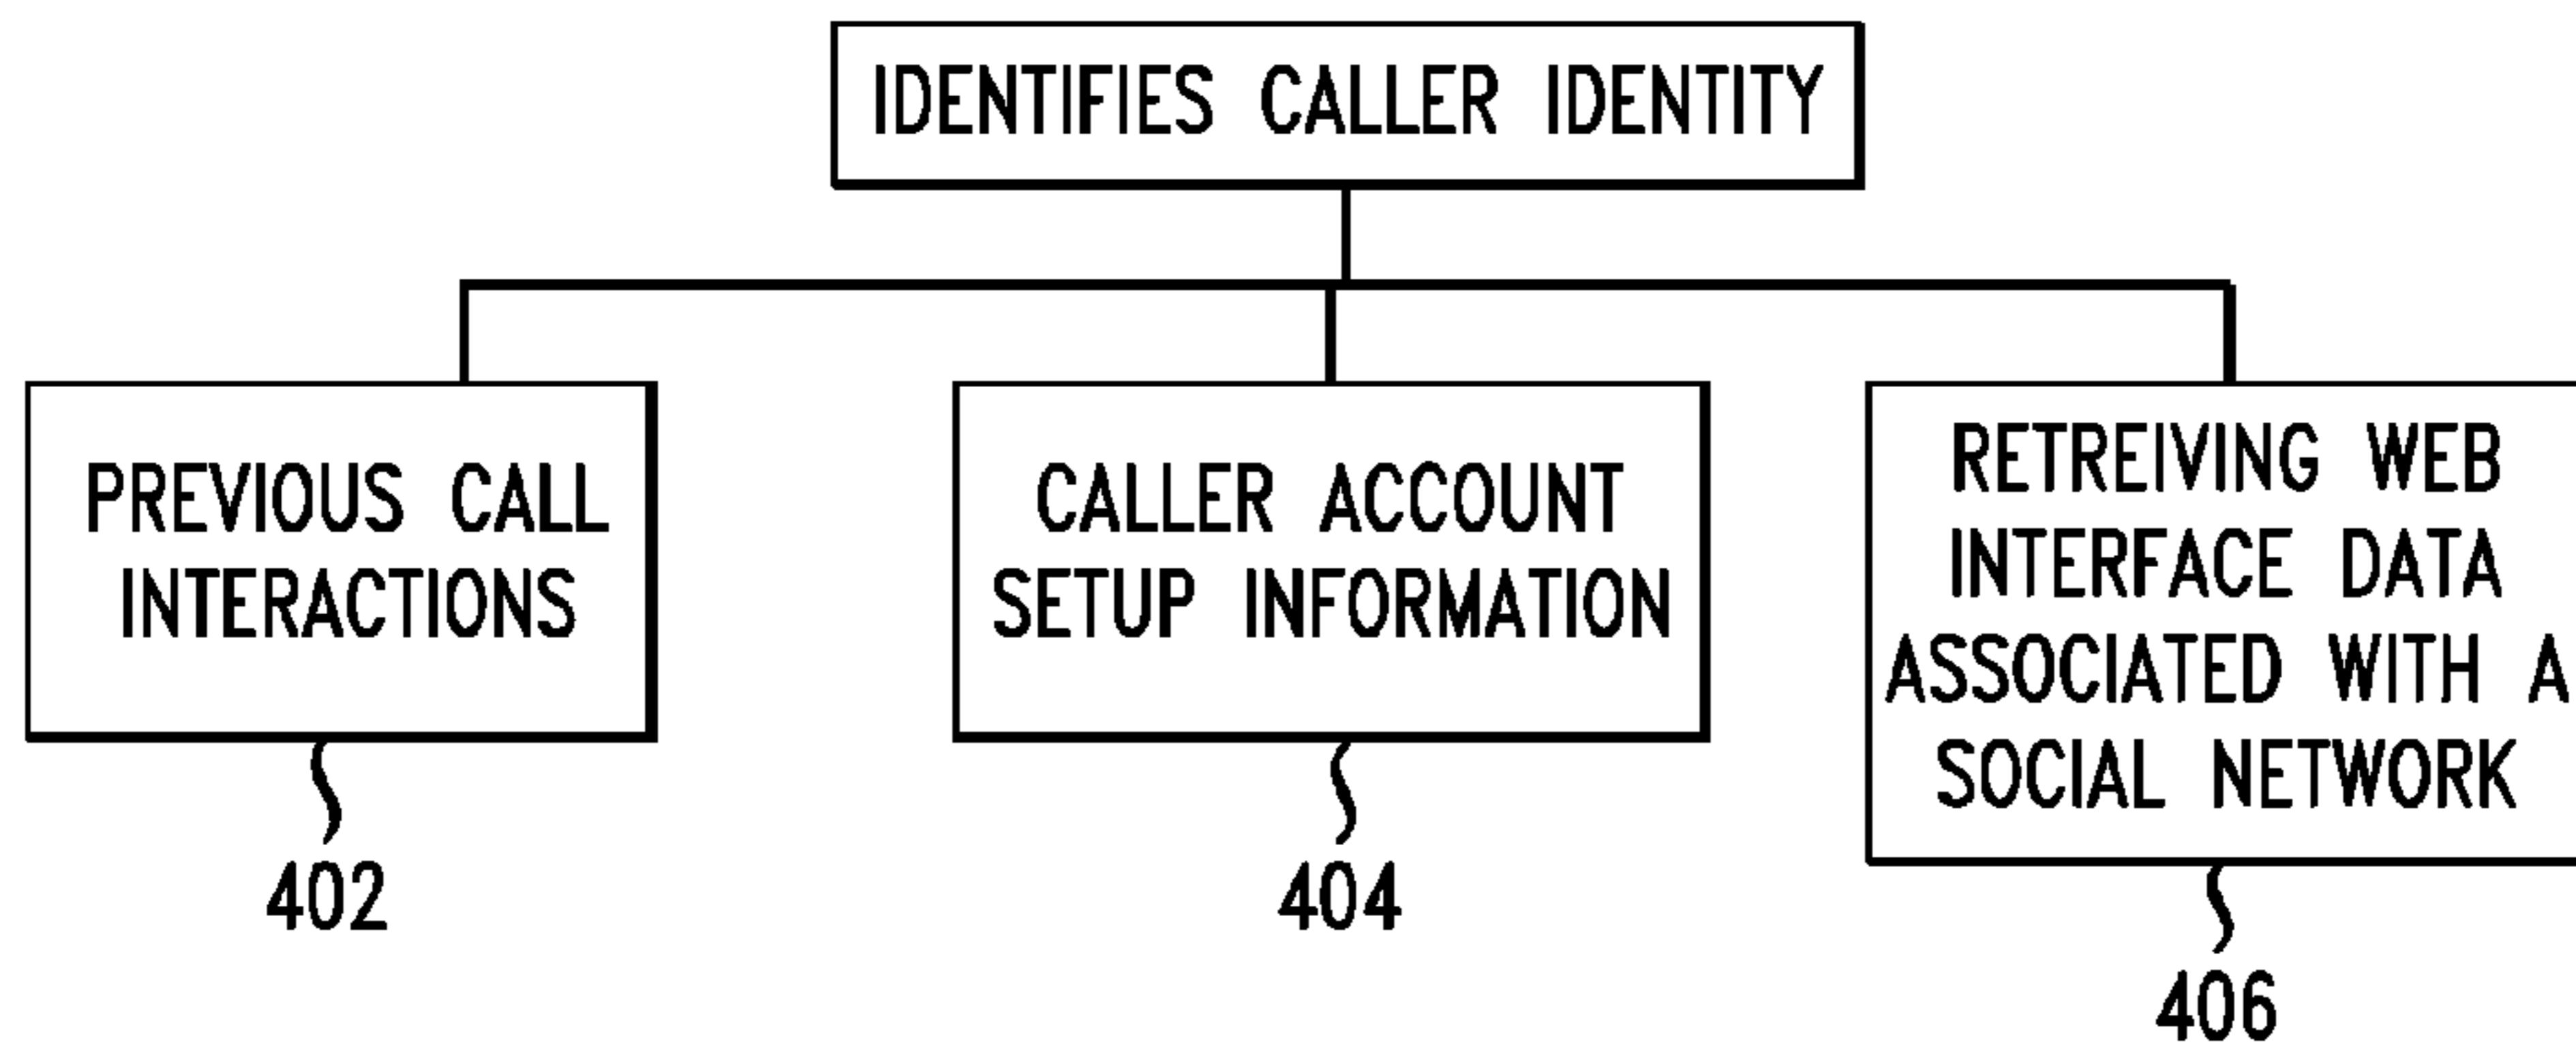 IDENTIFIES CALLER IDENTITY
PREVIOUS CALL
INTERACTIONS
402
CALLER ACCOUNT
SETUP INFORMATION
404
RETREIVING WEB
INTERFACE DATA
ASSOCIATED WITH A
SOCIAL NETWORK
406